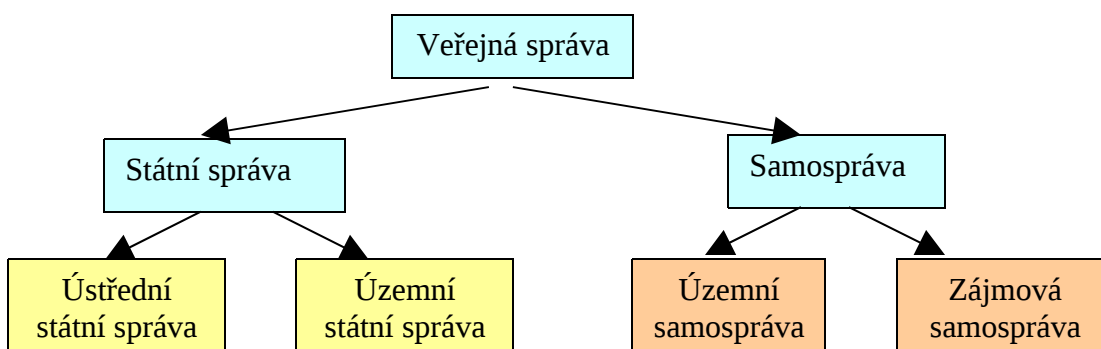 Veřejná správa
Státní správa
Samospráva
Ústřední
státní správa
Územní
státní správa
Územní
samospráva
Zájmová
samospráva